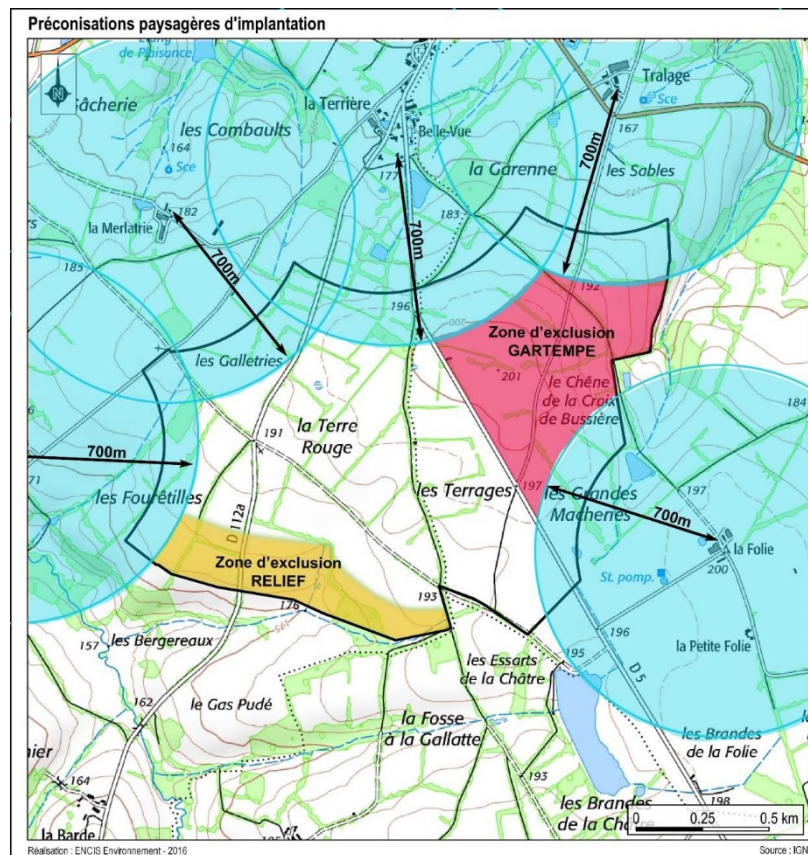 Préconisations paysagères d'implantation
de Plaisance
N
Tralage
la Terrière
Sce
les Combaults
Belle-Vue
167
164
177
la Garenne
les Sables
700m
Sce
182
183
la Merlatrie
700m
700m
185
196
192
200
Zone d'exclusion
GARTEMPE
les Galletries
201
le Chêne
de la Croix
de Bussière
184
191
la Terre
Rouge
700m
71
les Fourêtilles
les Terrages
197
197
les Grandes
Macheries
700m
D 112a
la Folie
200
Zone d'exclusion
RELIEF
St. pomp.
193
176
196
157
les Bergereaux
195
la Petite Folie
les Essarts
de la Châtre
D 5
le Gas Pudé
162
la Fosse
à la Gallatte
les Brandes
de la Folie
nier
164
193
les Brandes
de la Châtre
198
la Barde
0 0.25 0.5 km
Réalisation : ENCIS Environnement - 2016
Source : IGN